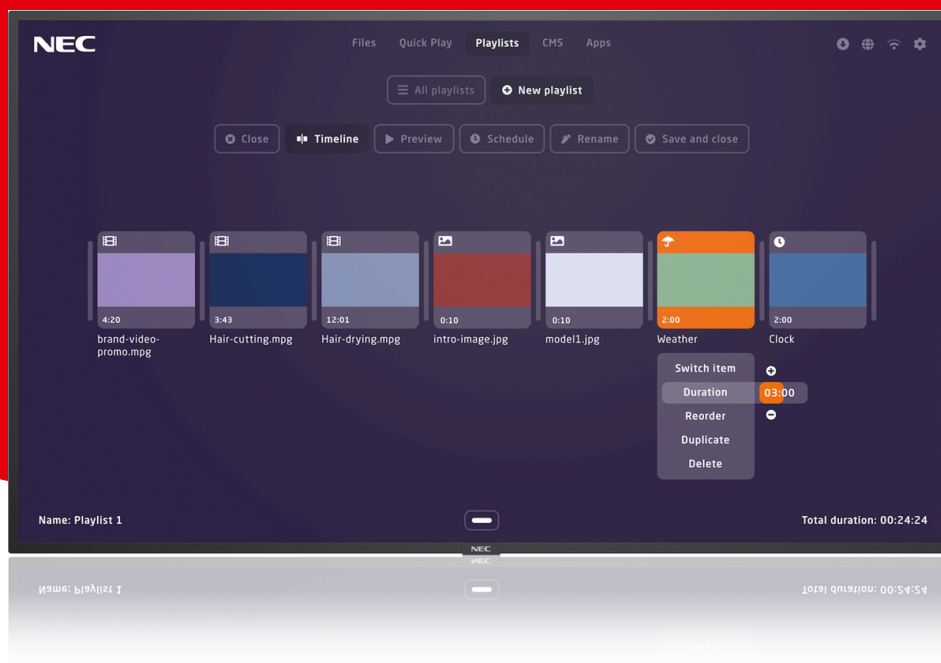 NEC
Files Quick Play Playlists CMS Apps
All playlists New playlist
Close Timeline Preview Schedule Rename Save and close
4:20 3:43 12:01 0:10 0:10 2:00 2:00
brand-video-promo.mpg Hair-cutting.mpg Hair-drying.mpg intro-image.jpg model1.jpg Weather Clock
Switch item
Duration 03:00
Reorder
Duplicate
Delete
Name: Playlist 1 Total duration: 00:24:24
NEC